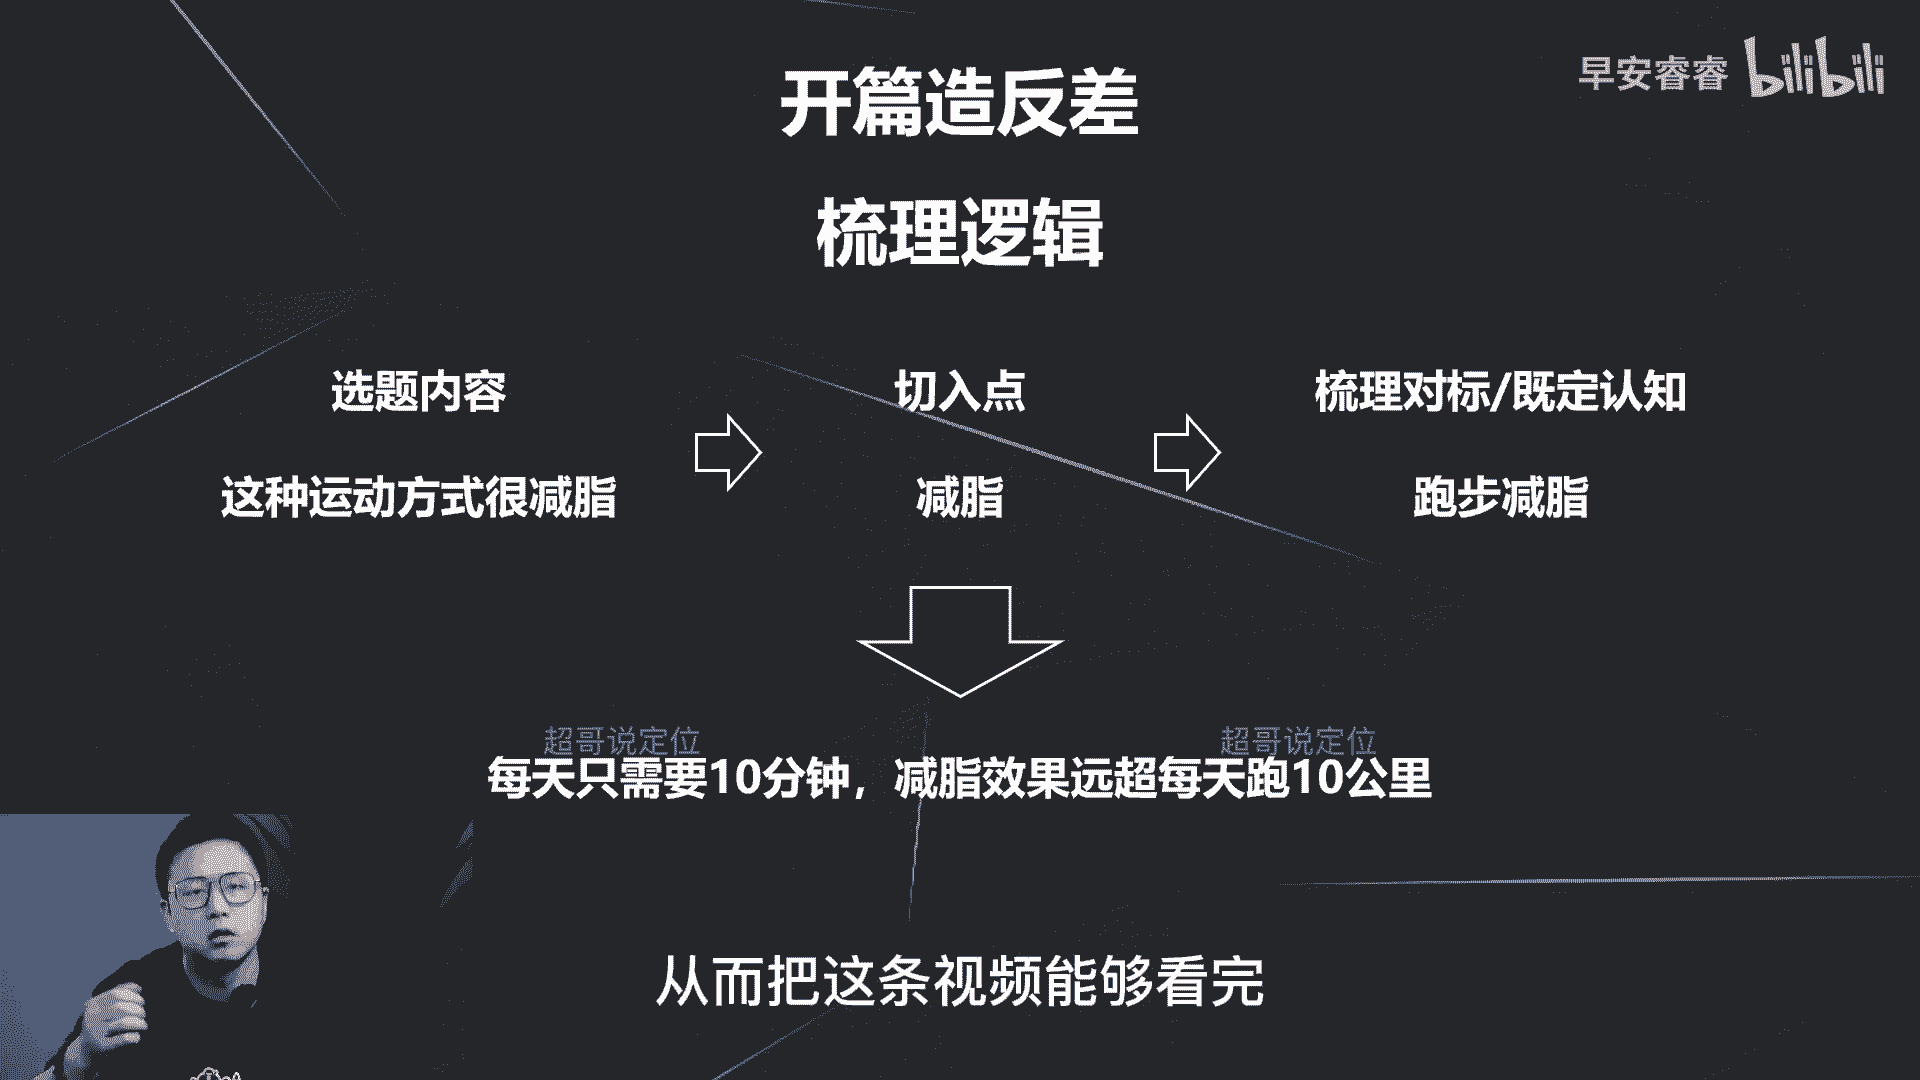 开篇造反差
早安睿睿 bilibili
梳理逻辑
选题内容
切入点
梳理对标/既定认知
这种运动方式很减脂
减脂
跑步减脂
超哥说定位
超哥说定位
每天只需要10分钟，减脂效果远超每天跑10公里
从而把这条视频能够看完